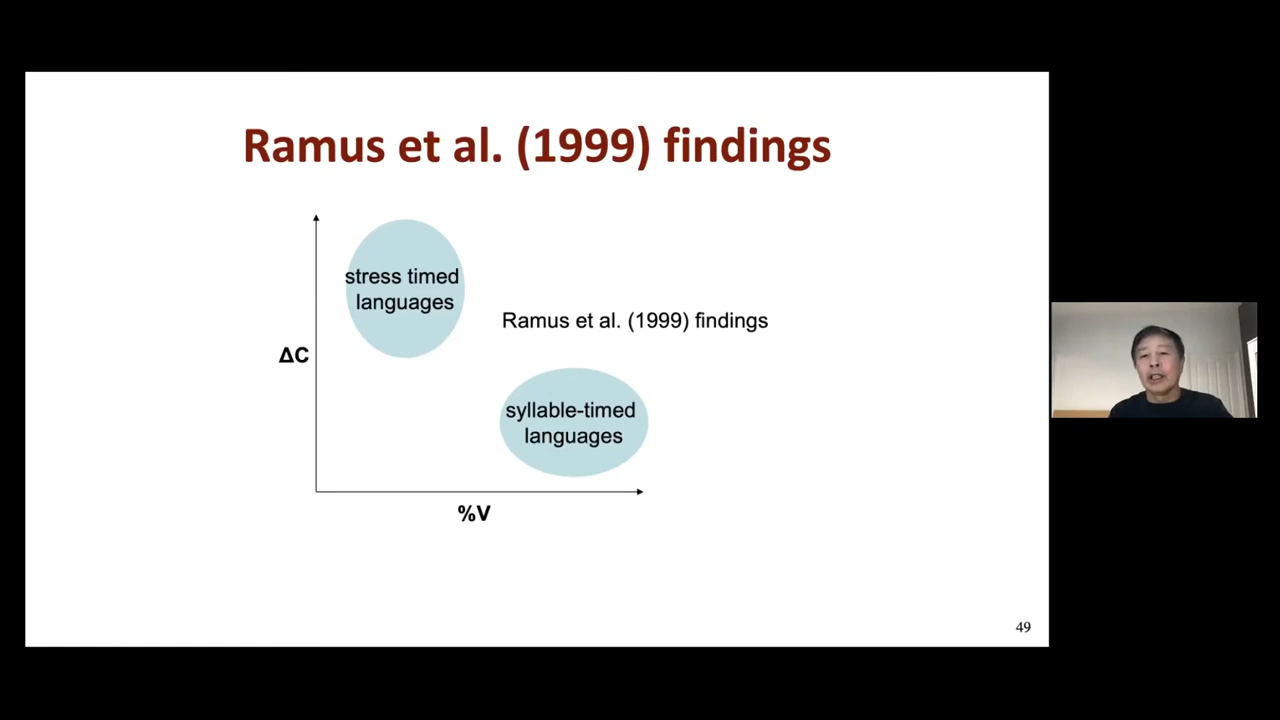 Ramus et al. (1999) findings
stress timed
languages
Ramus et al. (1999) findings
ΔC
syllable-timed
languages
%V
49